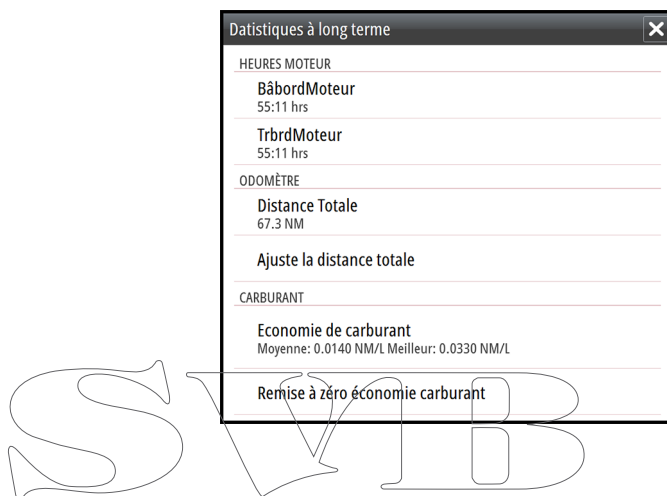 Datistiques à long terme
HEURES MOTEUR
BâbordMoteur
55:11 hrs
TrbrdMoteur
55:11 hrs
ODOMÈTRE
Distance Totale
67.3 NM
Ajuste la distance totale
CARBURANT
Economie de carburant
Moyenne: 0.0140 NM/L Meilleur: 0.0330 NM/L
Remise à zéro économie carburant
SVB